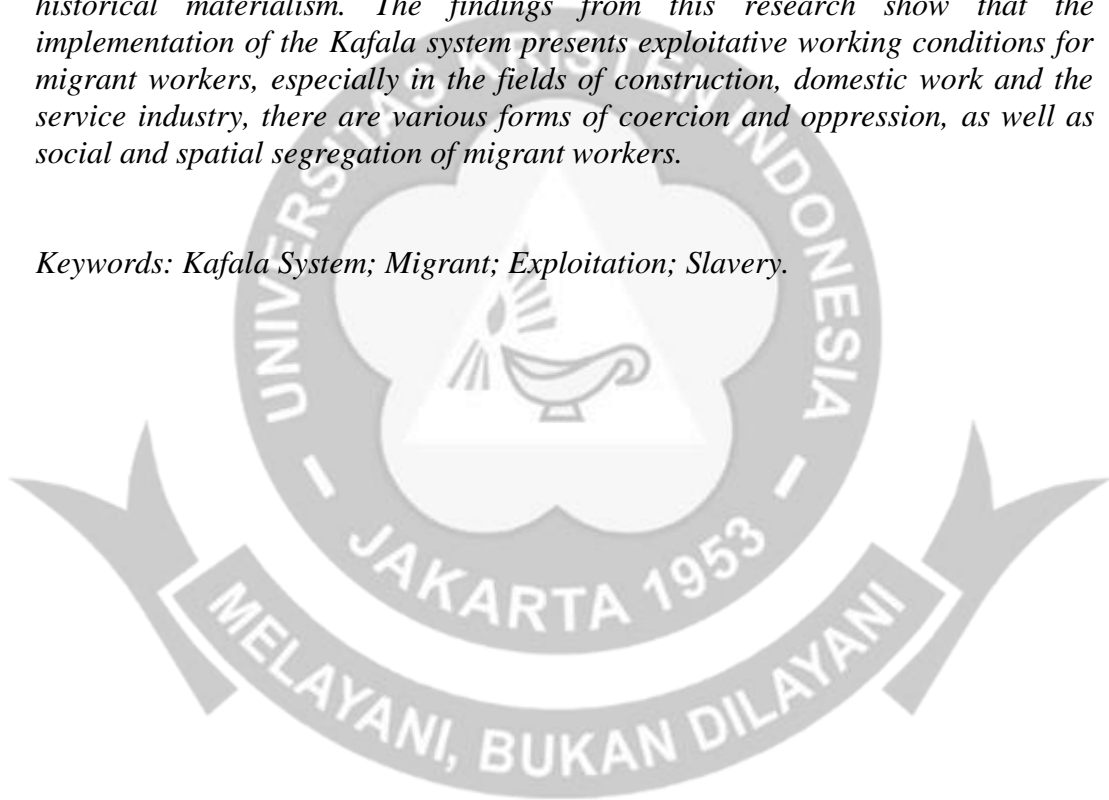 historical materialism. The findings from this research show that the
implementation of the Kafala system presents exploitative working conditions for
migrant workers, especially in the fields of construction, domestic work and the
service industry, there are various forms of coercion and oppression, as well as
social and spatial segregation of migrant workers.
Keywords: Kafala System; Migrant; Exploitation; Slavery.
UNIVERSITAS KRISTEN INDONESIA
- JAKARTA 1953 -
MELAYANI, BUKAN DILAYANI